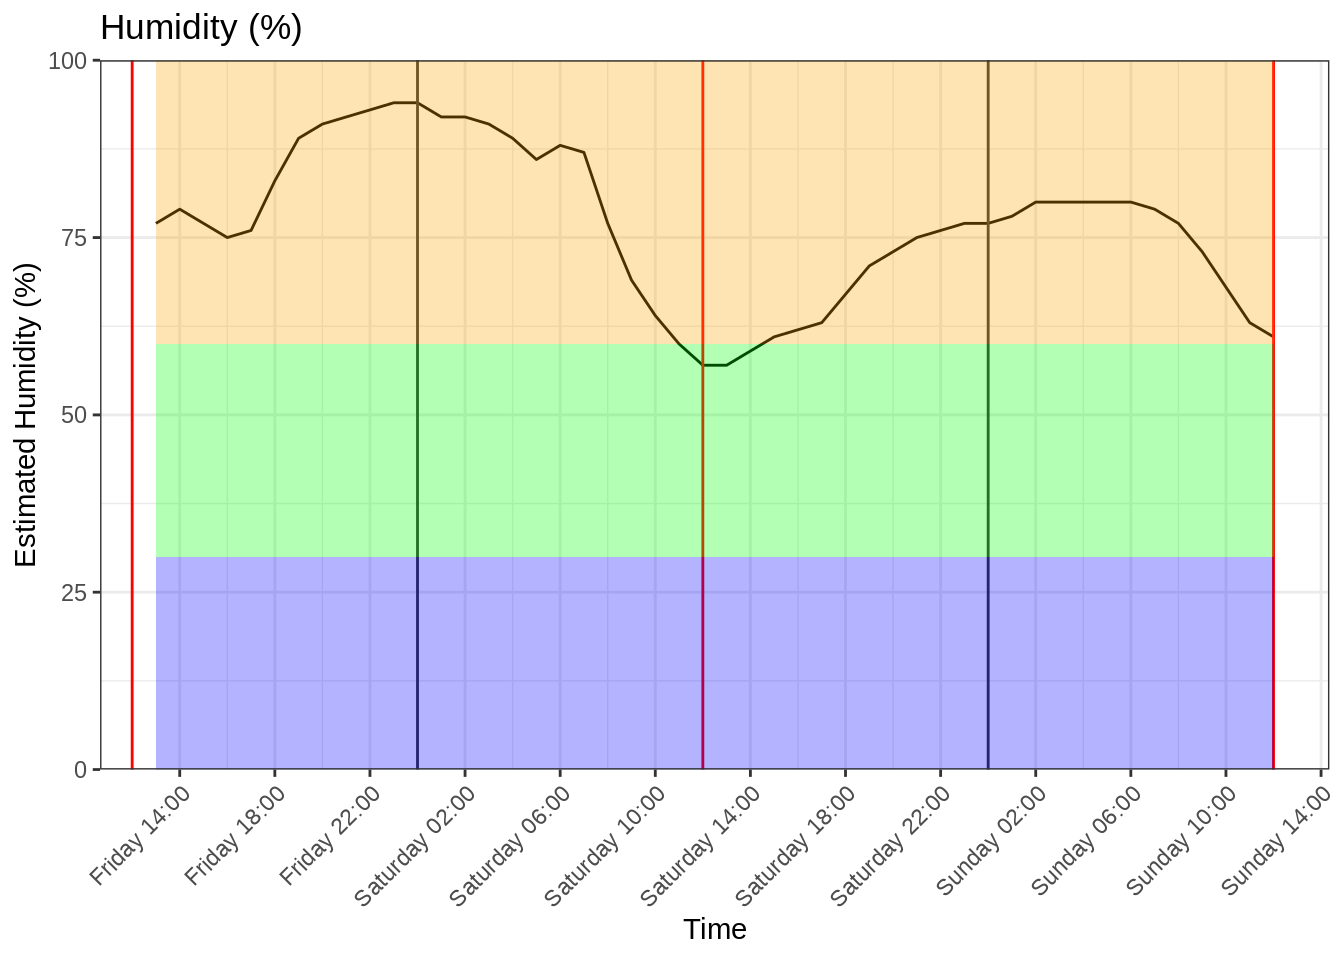 Humidity (%)
Estimated Humidity (%)
100
75
50
25
0
Friday 14:00
Friday 18:00
Friday 22:00
Saturday 02:00
Saturday 06:00
Saturday 10:00
Saturday 14:00
Saturday 18:00
Saturday 22:00
Sunday 02:00
Sunday 06:00
Sunday 10:00
Sunday 14:00
Time